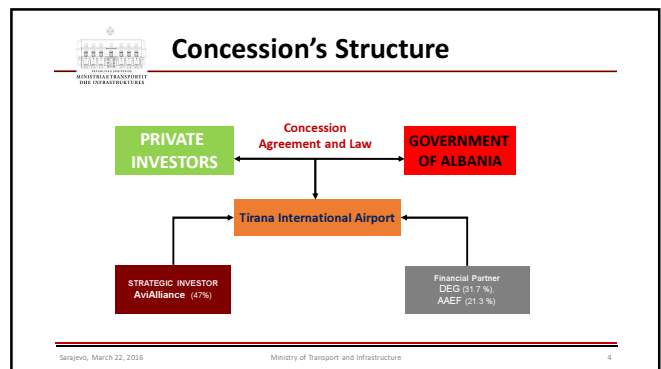 Concession's Structure
REPUBLIKA E SHQIPËRISË
MINISTRIA E TRANSPORTIT
DHE INFRASTRUKTURES
PRIVATE
INVESTORS
Concession
Agreement and Law
GOVERNMENT
OF ALBANIA
Tirana International Airport
STRATEGIC INVESTOR
AviAlliance (47%)
Financial Partner
DEG (31.7 %),
AAEF (21.3 %)
Sarajevo, March 22, 2016
Ministry of Transport and Infrastructure
4